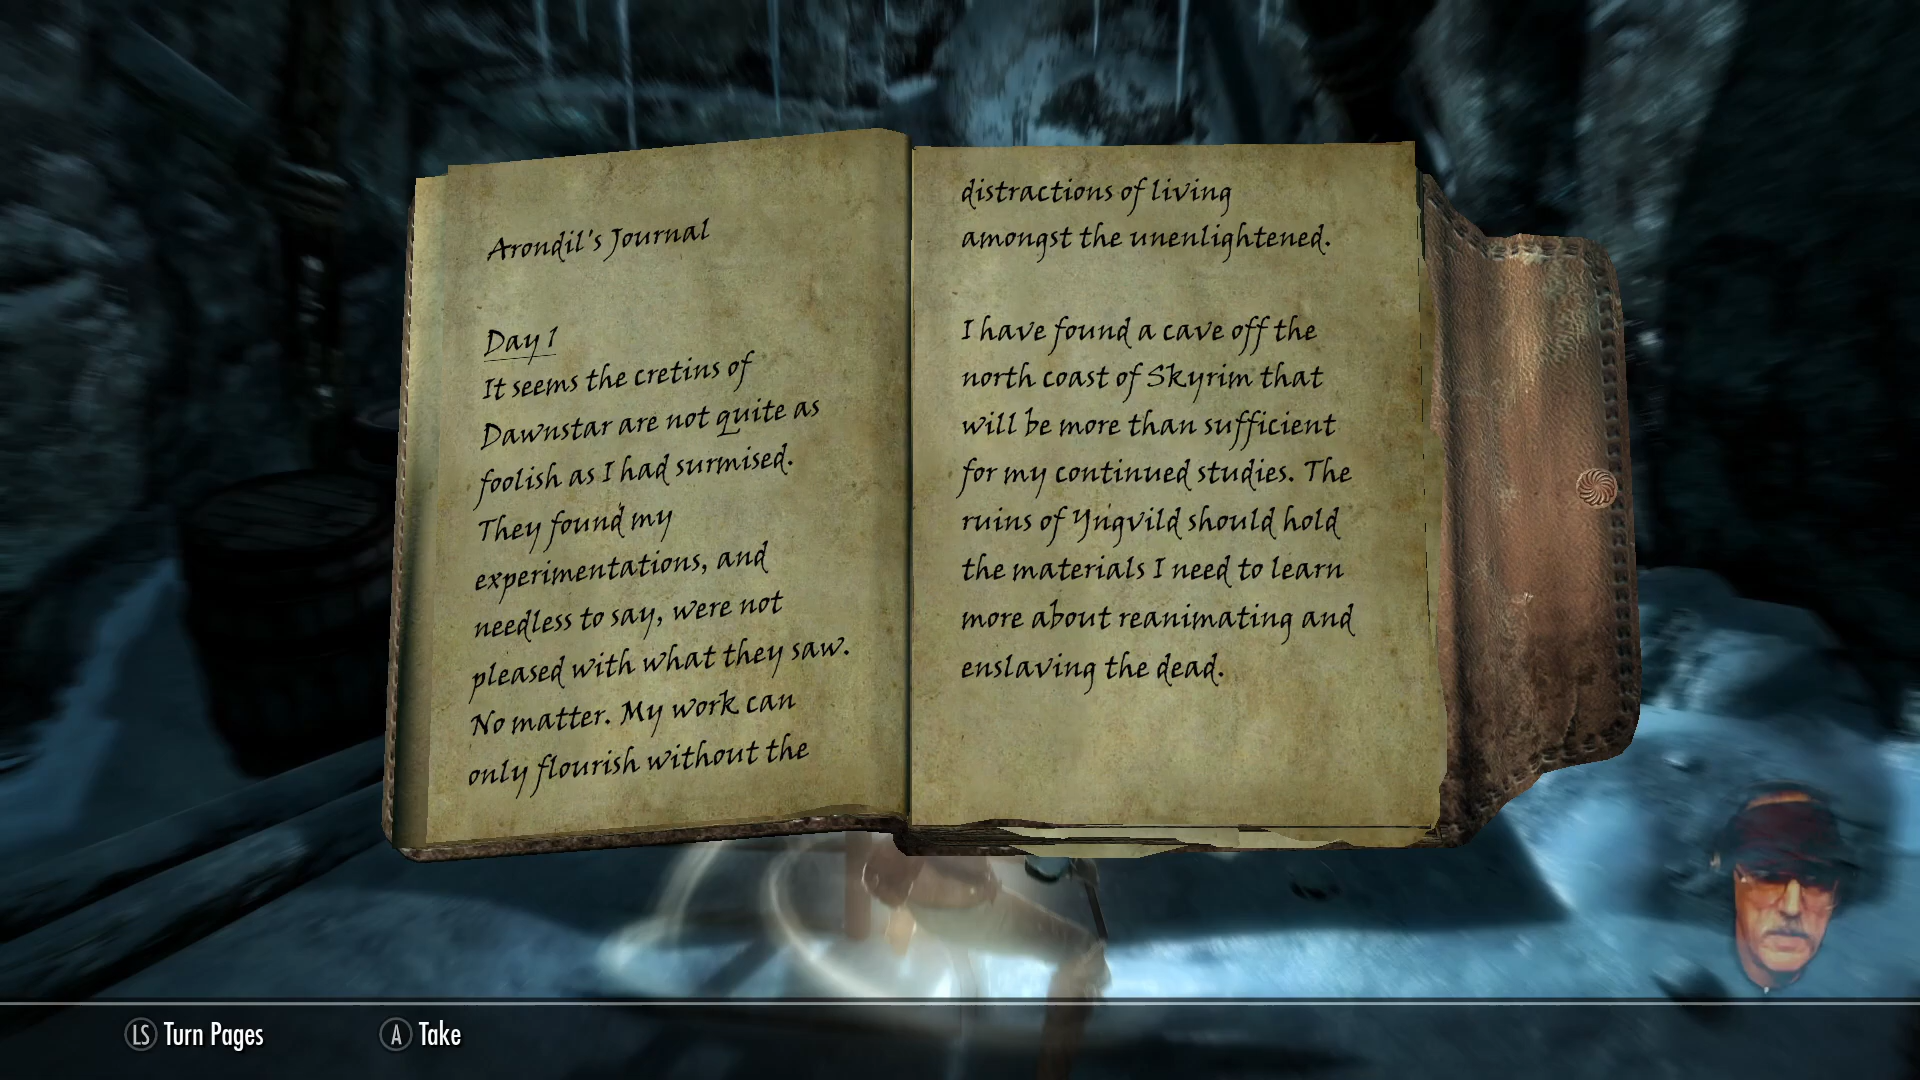 Arondil's Journal
Day 1
It seems the cretins of
Dawnstar are not quite as
foolish as I had surmised.
They found my
experimentations, and
needless to say, were not
pleased with what they saw.
No matter. My work can
only flourish without the
distractions of living
amongst the unenlightened.
I have found a cave off the
north coast of Skyrim that
will be more than sufficient
for my continued studies. The
ruins of Yngvild should hold
the materials I need to learn
more about reanimating and
enslaving the dead.
LS Turn Pages
A Take